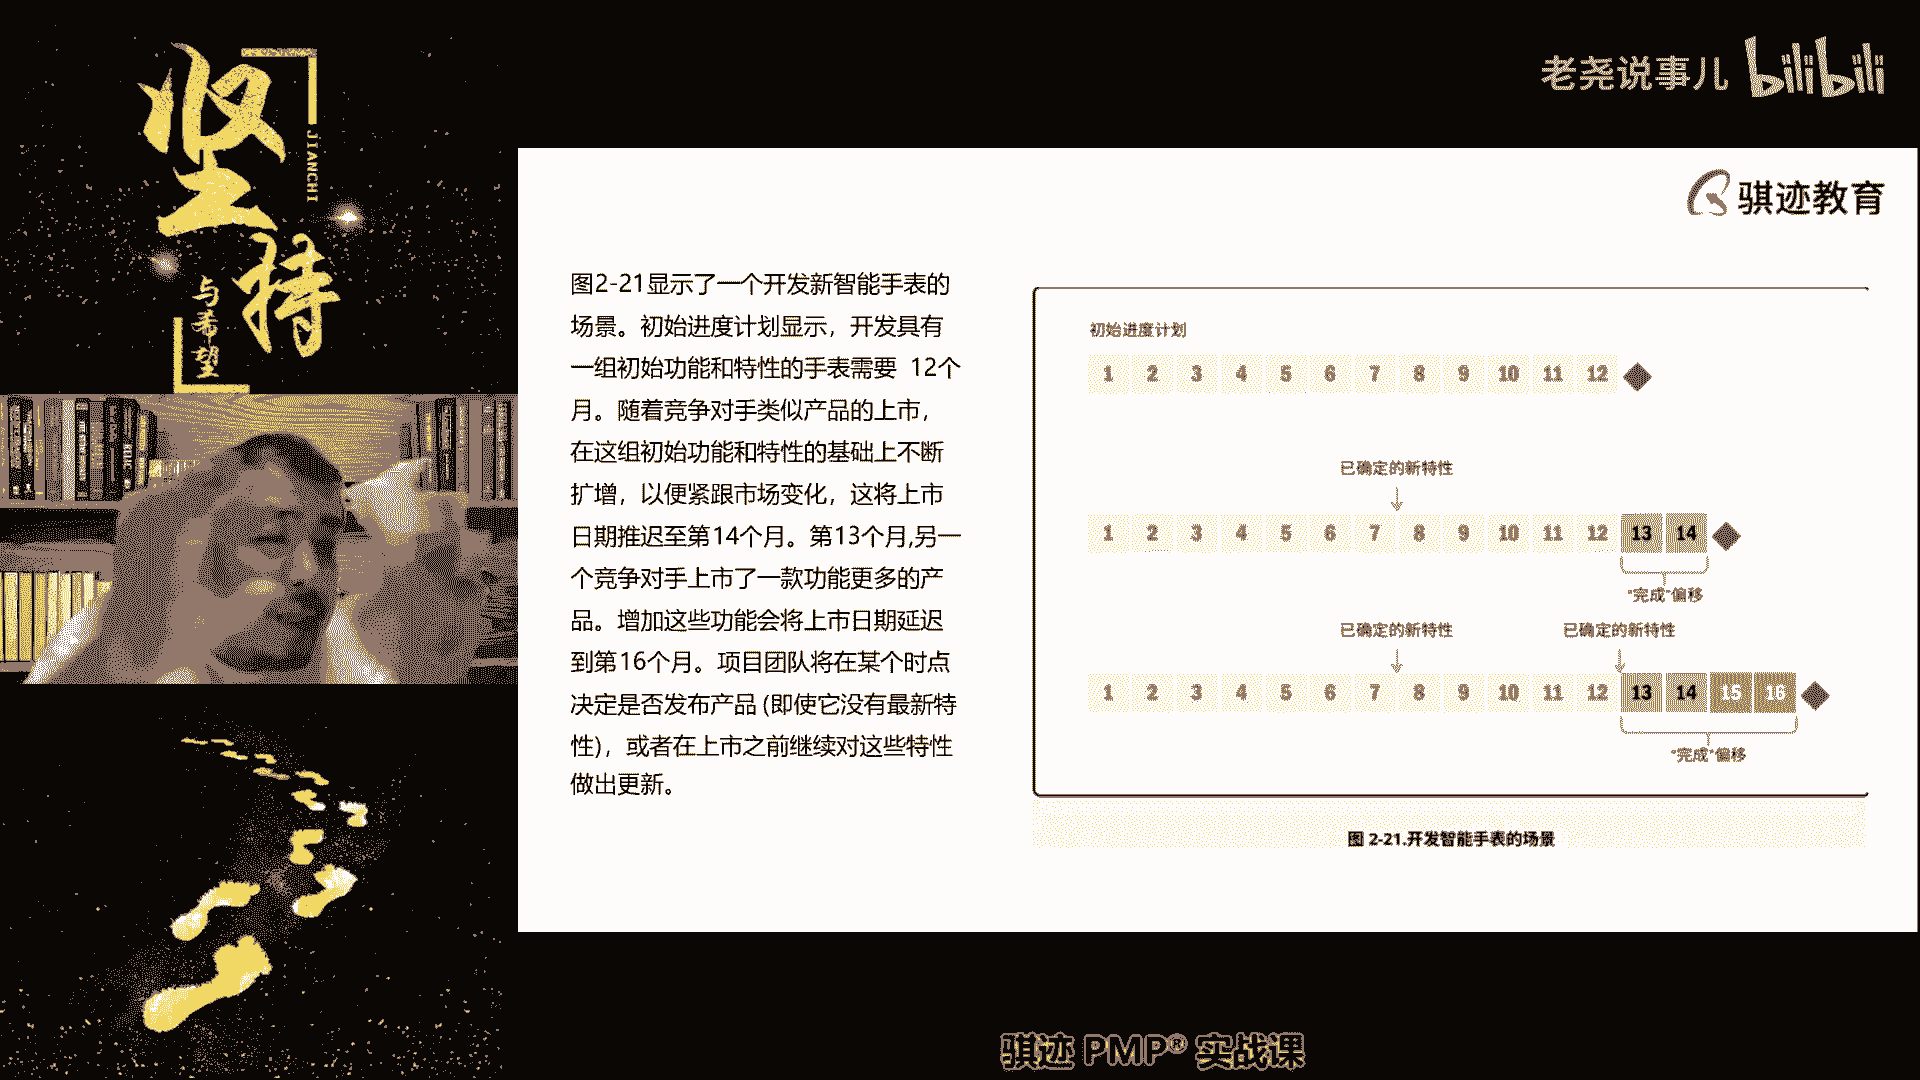 坚持
JIANCHI
与希望
老尧说事儿 bilibili
骐迹教育
图2-21显示了一个开发新智能手表的
场景。初始进度计划显示，开发具有
一组初始功能和特性的手表需要 12个
月。随着竞争对手类似产品的上市，
在这组初始功能和特性的基础上不断
扩增，以便紧跟市场变化，这将上市
日期推迟至第14个月。第13个月,另一
个竞争对手上市了一款功能更多的产
品。增加这些功能会将上市日期延迟
到第16个月。项目团队将在某个时点
决定是否发布产品 (即使它没有最新特
性)，或者在上市之前继续对这些特性
做出更新。
初始进度计划
1 2 3 4 5 6 7 8 9 10 11 12
已确定的新特性
1 2 3 4 5 6 7 8 9 10 11 12 13 14
“完成”偏移
已确定的新特性 已确定的新特性
1 2 3 4 5 6 7 8 9 10 11 12 13 14 15 16
“完成”偏移
图 2-21.开发智能手表的场景
骐迹 PMP® 实战课